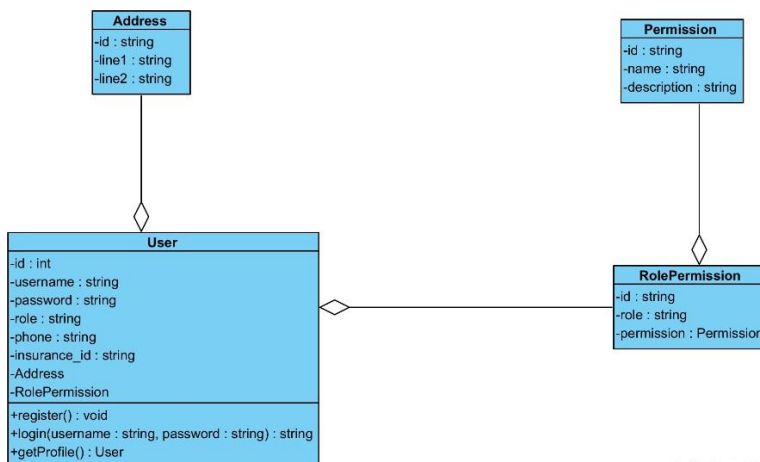 Address
-id : string
-line1 : string
-line2 : string
Permission
-id : string
-name : string
-description : string
User
-id : int
-username : string
-password : string
-role : string
-phone : string
-insurance_id : string
-Address
-RolePermission
+register() : void
+login(username : string, password : string) : string
+getProfile() : User
RolePermission
-id : string
-role : string
-permission : Permission